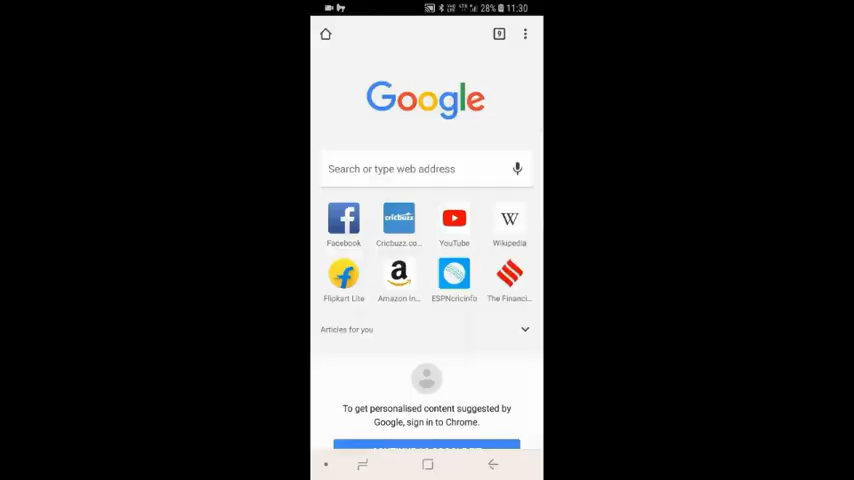 28% 11:30
9
Google
Search or type web address
cricbuzz
W
Facebook
Cricbuzz.co...
YouTube
Wikipedia
a
Flipkart Lite
Amazon In...
ESPNcricinfo
The Financi...
Articles for you
To get personalised content suggested by
Google, sign in to Chrome.